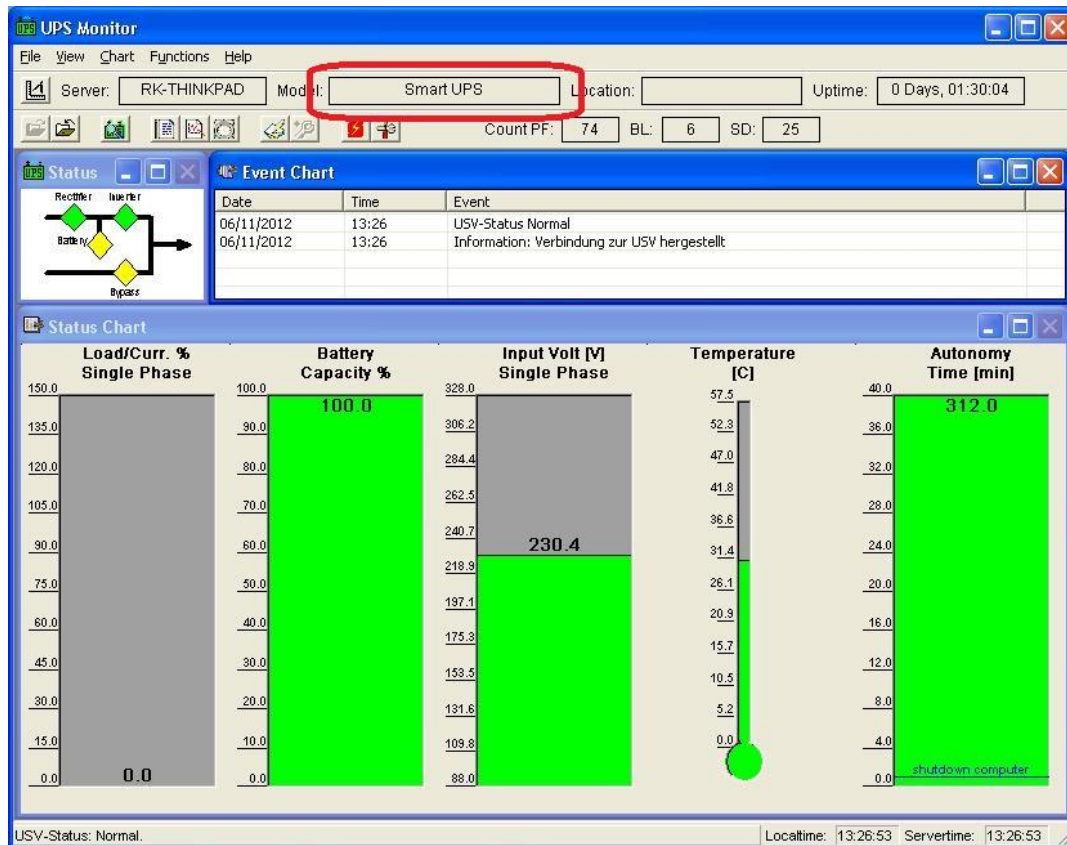 UPS UPS Monitor
File View Chart Functions Help
Server: RK-THINKPAD Model: Smart UPS Location: Uptime: 0 Days, 01:30:04
Count PF: 74 BL: 6 SD: 25
UPS Status
Rectifier Inverter
Battery
Bypass
Event Chart
Date Time Event
06/11/2012 13:26 USV-Status Normal
06/11/2012 13:26 Information: Verbindung zur USV hergestellt
Status Chart
Load/Curr. %
Single Phase
150.0
135.0
120.0
105.0
90.0
75.0
60.0
45.0
30.0
15.0
0.0
0.0
Battery
Capacity %
100.0
100.0
90.0
80.0
70.0
60.0
50.0
40.0
30.0
20.0
10.0
0.0
Input Volt [V]
Single Phase
328.0
306.2
284.4
262.5
240.7
230.4
218.9
197.1
175.3
153.5
131.6
109.8
88.0
Temperature
[C]
57.5
52.3
47.0
41.8
36.6
31.4
26.1
20.9
15.7
10.5
5.2
0.0
Autonomy
Time [min]
40.0
312.0
36.0
32.0
28.0
24.0
20.0
16.0
12.0
8.0
4.0
shutdown computer
0.0
USV-Status: Normal. Localtime: 13:26:53 Servertime: 13:26:53